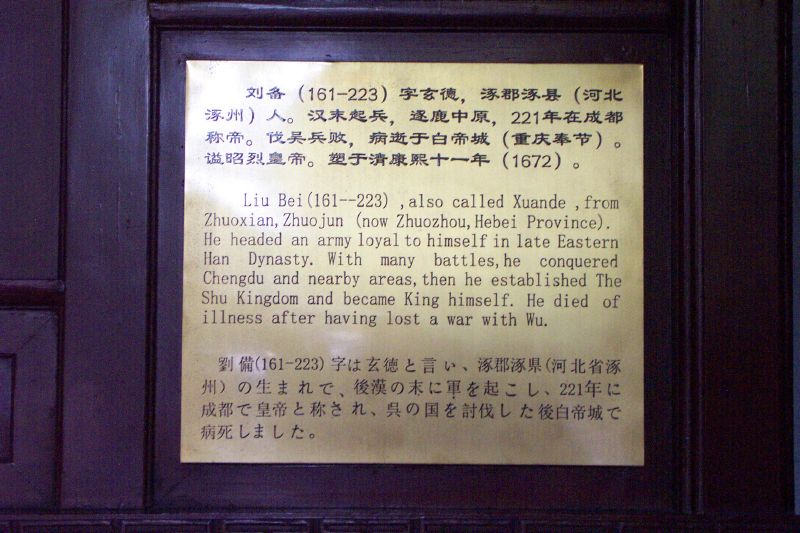 刘备（161-223）字玄德，涿郡涿县（河北
涿州）人。汉末起兵，逐鹿中原，221年在成都
称帝。伐吴兵败，病逝于白帝城（重庆奉节）。
谥昭烈皇帝。塑于清康熙十一年（1672）。
Liu Bei(161--223) ,also called Xuande ,from
Zhuoxian,Zhuojun (now Zhuozhou,Hebei Province).
He headed an army loyal to himself in late Eastern
Han Dynasty. With many battles,he conquered
Chengdu and nearby areas,then he established The
Shu Kingdom and became King himself. He died of
illness after having lost a war with Wu.
劉備(161-223)字は玄徳と言い、涿郡涿県(河北省涿
州）の生まれで、後漢の末に軍を起こし、221年に
成都で皇帝と称され、呉の国を討伐した後白帝城で
病死しました。